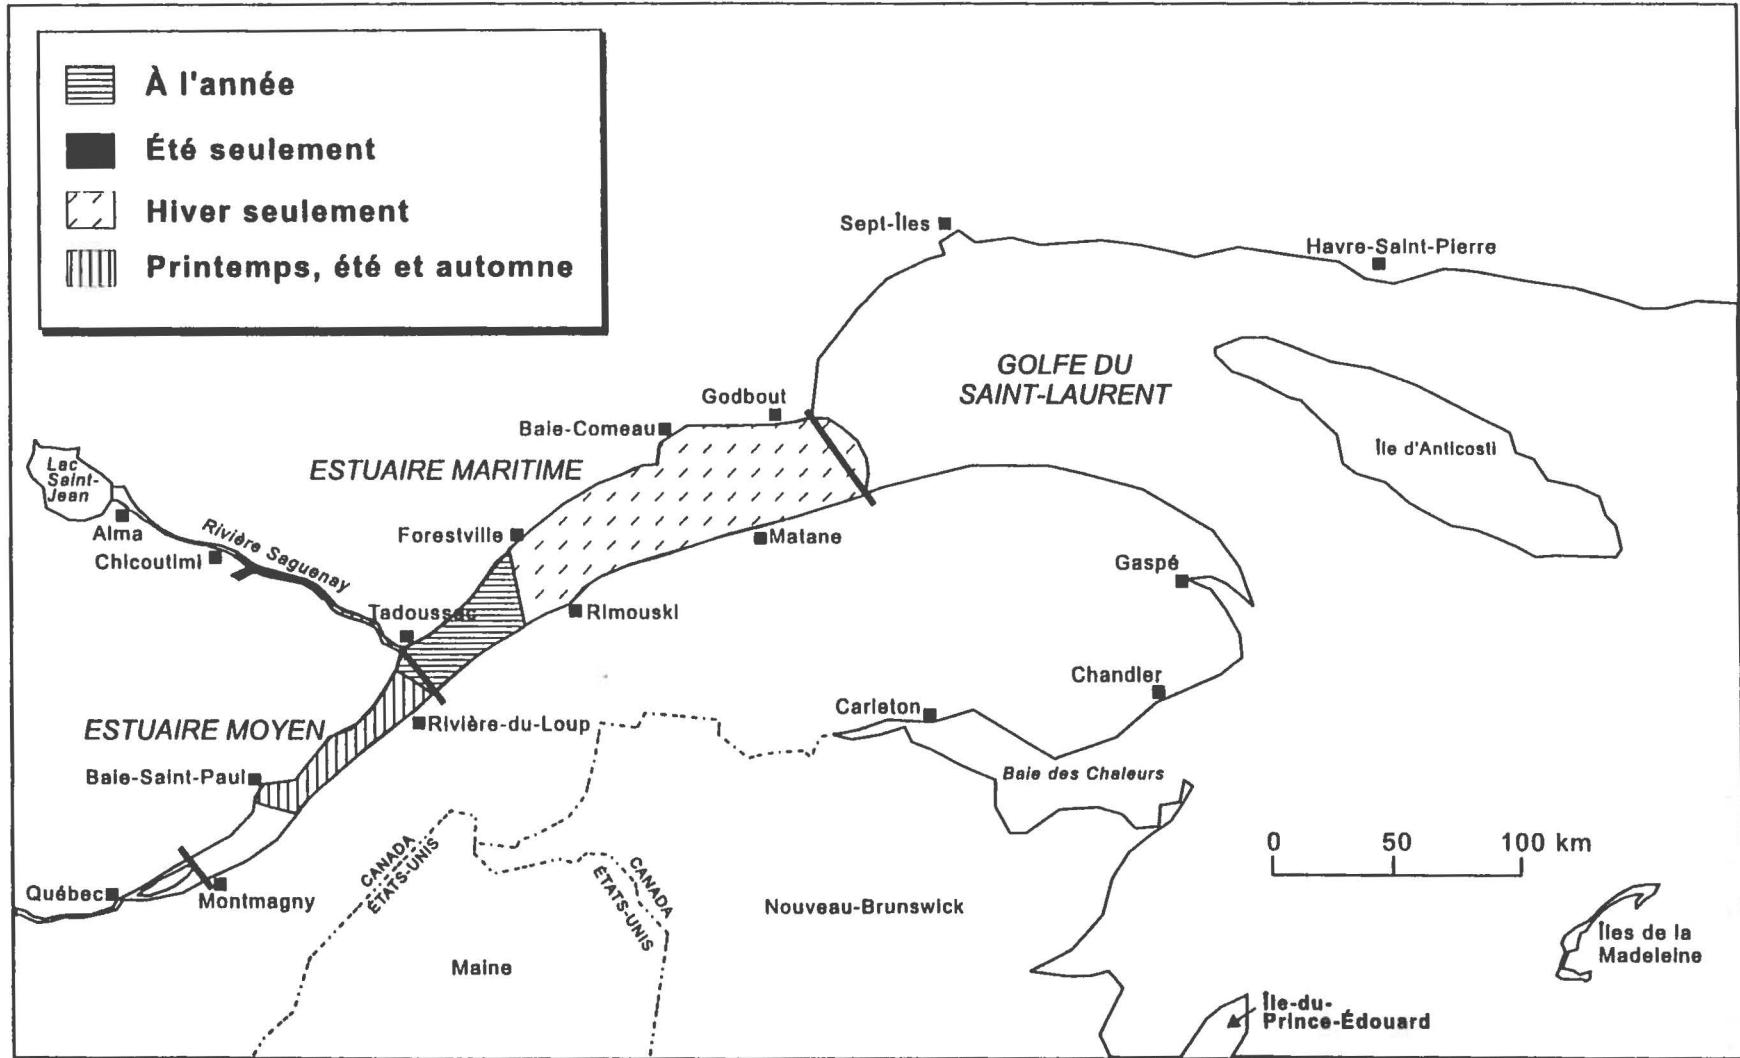 À l'année
Été seulement
Hiver seulement
Printemps, été et automne
Sept-Îles
Havre-Saint-Pierre
GOLFE DU
SAINT-LAURENT
Île d'Anticosti
Godbout
Baie-Comeau
ESTUAIRE MARITIME
Lac
Saint-
Jean
Alma
Chicoutimi
Rivière Saguenay
Forestville
Matane
Tadoussac
Rimouski
Gaspé
Chandler
Carleton
ESTUAIRE MOYEN
Rivière-du-Loup
Baie-Saint-Paul
Baie des Chaleurs
Québec
Montmagny
CANADA
ÉTATS-UNIS
CANADA
ÉTATS-UNIS
Nouveau-Brunswick
Maine
0 50 100 km
Îles de la
Madeleine
Île-du-
Prince-Édouard